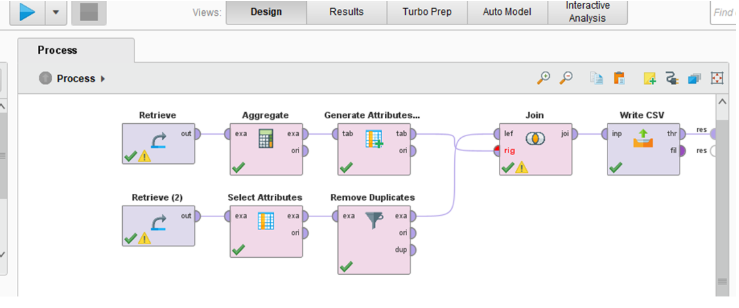 Views:
Design
Results
Turbo Prep
Auto Model
Interactive
Analysis
Find
Process
Process
Retrieve
out
Aggregate
exa
exa
ori
Generate Attributes...
tab
tab
ori
Join
lef
rig
joi
Write CSV
inp
thr
fil
res
res
Retrieve (2)
out
Select Attributes
exa
exa
ori
Remove Duplicates
exa
exa
ori
dup